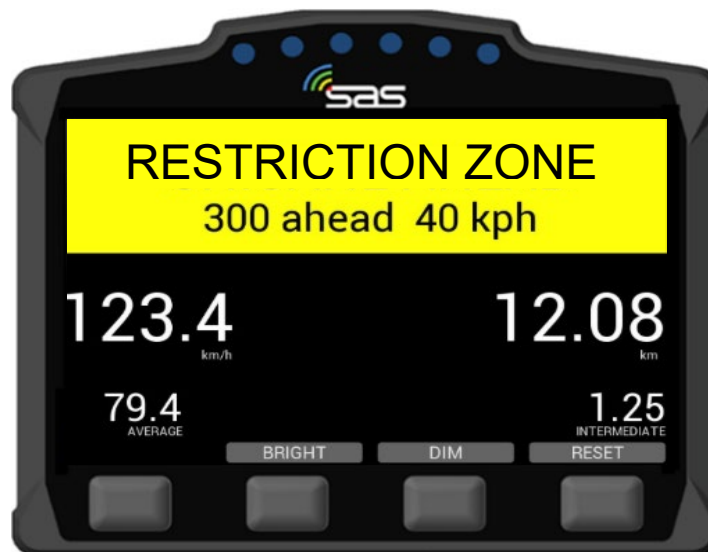 sas
RESTRICTION ZONE
300 ahead 40 kph
123.4
km/h
12.08
km
79.4
AVERAGE
1.25
INTERMEDIATE
BRIGHT DIM RESET